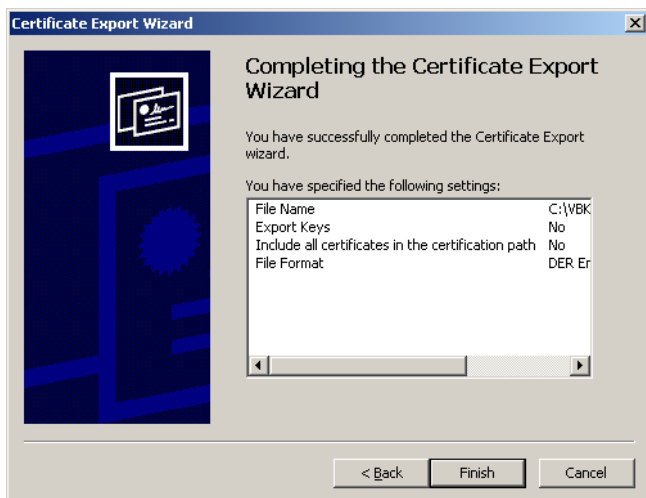 Certificate Export Wizard
Completing the Certificate Export
Wizard
You have successfully completed the Certificate Export
wizard.
You have specified the following settings:
File Name C:\VBK
Export Keys No
Include all certificates in the certification path No
File Format DER Er
< Back Finish Cancel